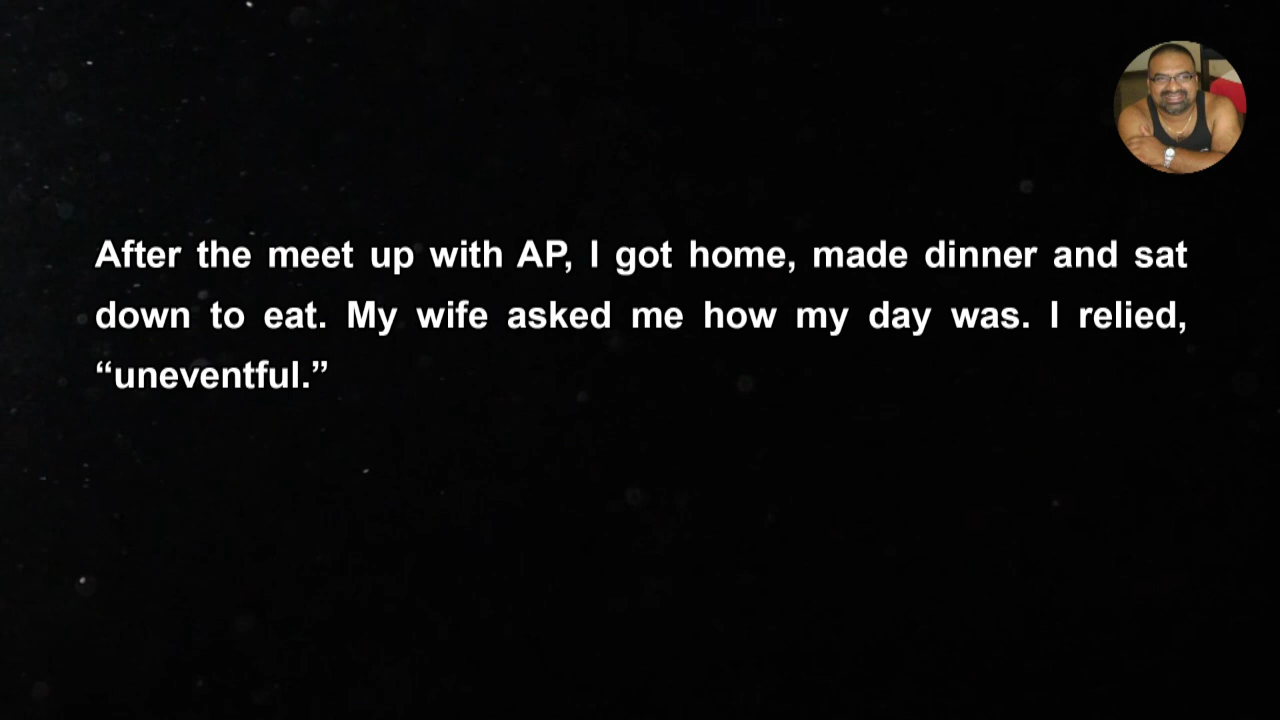 After the meet up with AP, I got home, made dinner and sat
down to eat. My wife asked me how my day was. I relied,
“uneventful.”